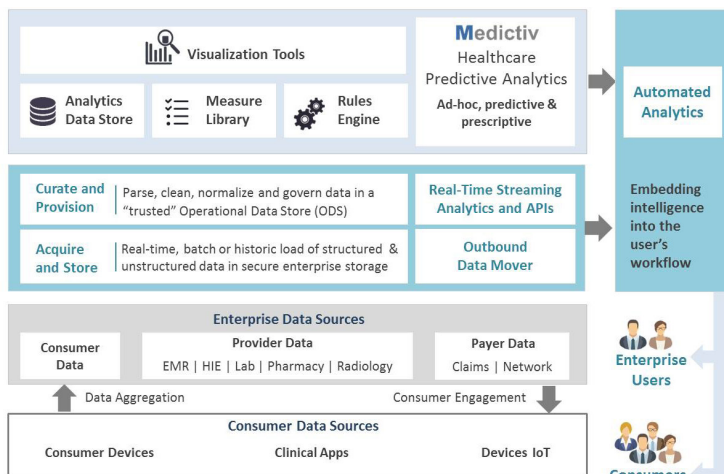 Visualization Tools
Analytics
Data Store
Measure
Library
Rules
Engine
Medictiv
Healthcare
Predictive Analytics
Ad-hoc, predictive &
prescriptive
Automated
Analytics
Curate and
Provision
Parse, clean, normalize and govern data in a
“trusted” Operational Data Store (ODS)
Real-Time Streaming
Analytics and APIs
Acquire
and Store
Real-time, batch or historic load of structured &
unstructured data in secure enterprise storage
Outbound
Data Mover
Embedding
intelligence
into the
user’s
workflow
Enterprise Data Sources
Consumer
Data
Provider Data
EMR | HIE | Lab | Pharmacy | Radiology
Payer Data
Claims | Network
Enterprise
Users
Data Aggregation
Consumer Engagement
Consumer Data Sources
Consumer Devices
Clinical Apps
Devices IoT
Consumers